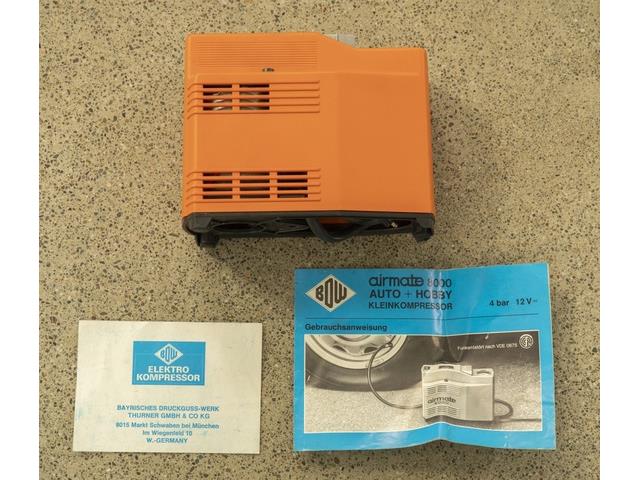 BDW
ELEKTRO
KOMPRESSOR
BAYRISCHES DRUCKGUSS-WERK
THURNER GMBH & CO KG
8015 Markt Schwaben bei München
Im Wiegenfeld 10
W.-GERMANY
BDW
airmate 8000
AUTO + HOBBY
KLEINKOMPRESSOR
4 bar 12 V
Gebrauchsanweisung
Funkentstört nach VDE 0875
airmate